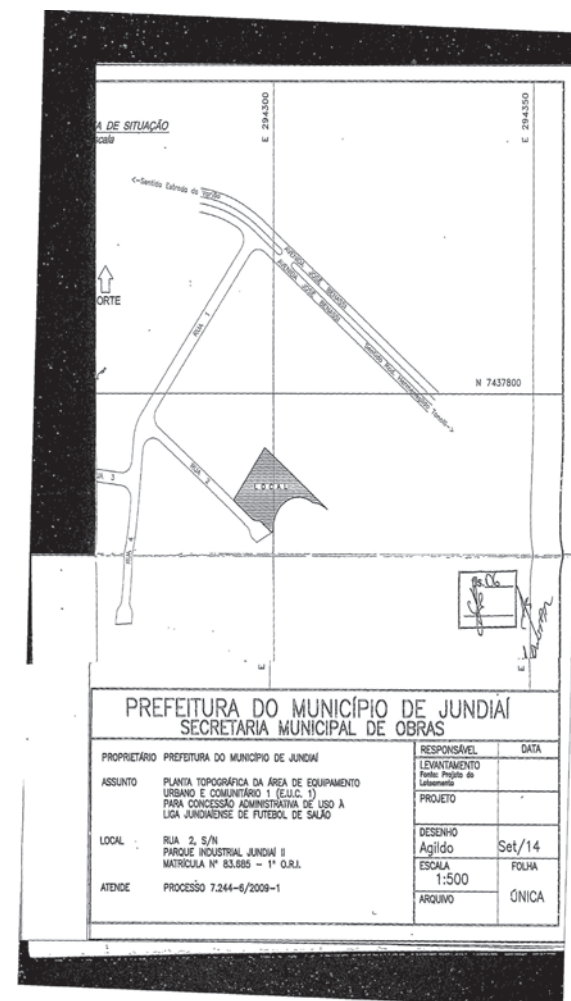 A DE SITUAÇÃO
scala
E 294300
E 294350
<-Sentido Estrada da Varjão
AVENIDA JOSÉ BENASSI
AVENIDA JOSÉ BENASSI
Sentido Rod. Hermenegildo Tonolli->
ORTE
RUA 1
N 7437800
RUA 2
LOCAL
UA 3
RUA 4
fls. 06
E
E
PREFEITURA DO MUNICÍPIO DE JUNDIAÍ
SECRETARIA MUNICIPAL DE OBRAS
PROPRIETÁRIO PREFEITURA DO MUNICÍPIO DE JUNDIAÍ
ASSUNTO PLANTA TOPOGRÁFICA DA ÁREA DE EQUIPAMENTO
URBANO E COMUNITÁRIO 1 (E.U.C. 1)
PARA CONCESSÃO ADMINISTRATIVA DE USO À
LIGA JUNDIAIENSE DE FUTEBOL DE SALÃO
LOCAL RUA 2, S/N
PARQUE INDUSTRIAL JUNDIAÍ II
MATRÍCULA Nº 83.685 - 1º O.R.I.
ATENDE PROCESSO 7.244-6/2009-1
RESPONSÁVEL DATA
LEVANTAMENTO
Fonte: Projeto do
Loteamento
PROJETO
DESENHO
Agildo Set/14
ESCALA FOLHA
1:500
ARQUIVO ÚNICA